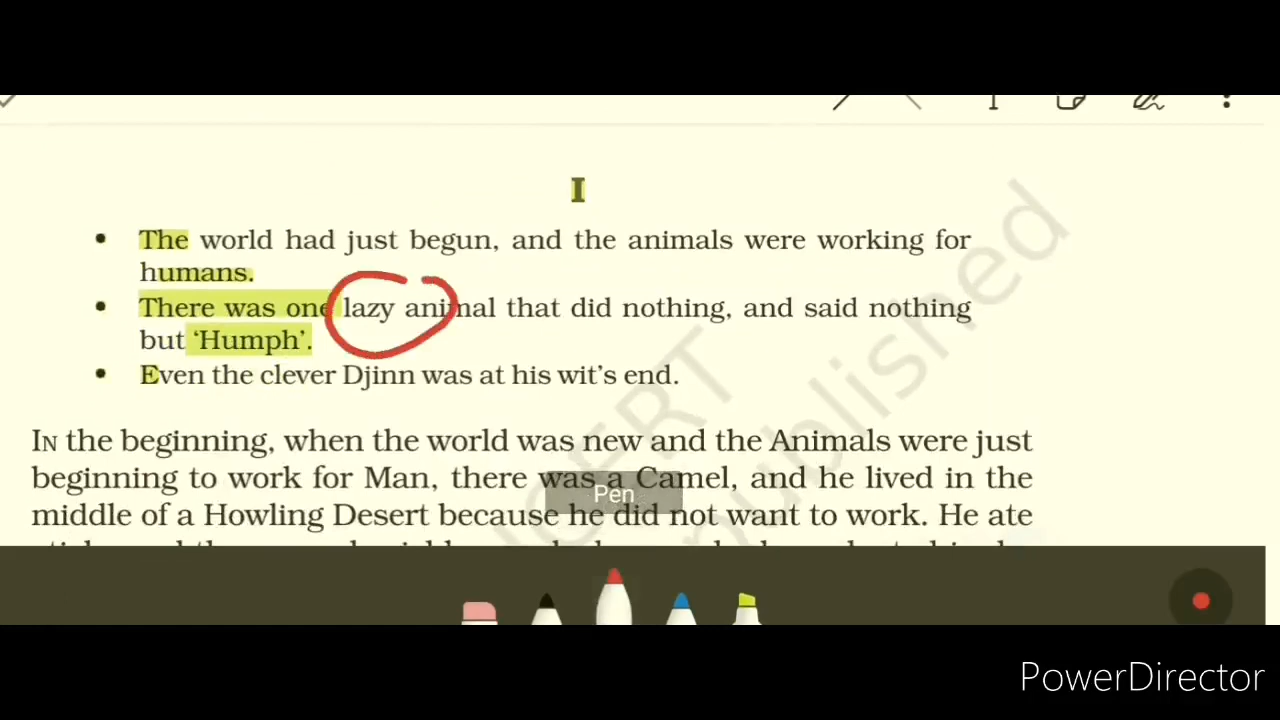 I
• The world had just begun, and the animals were working for
humans.
• There was one lazy animal that did nothing, and said nothing
but ‘Humph’.
• Even the clever Djinn was at his wit’s end.
IN the beginning, when the world was new and the Animals were just
beginning to work for Man, there was a Camel, and he lived in the
Pen
middle of a Howling Desert because he did not want to work. He ate
published
PowerDirector